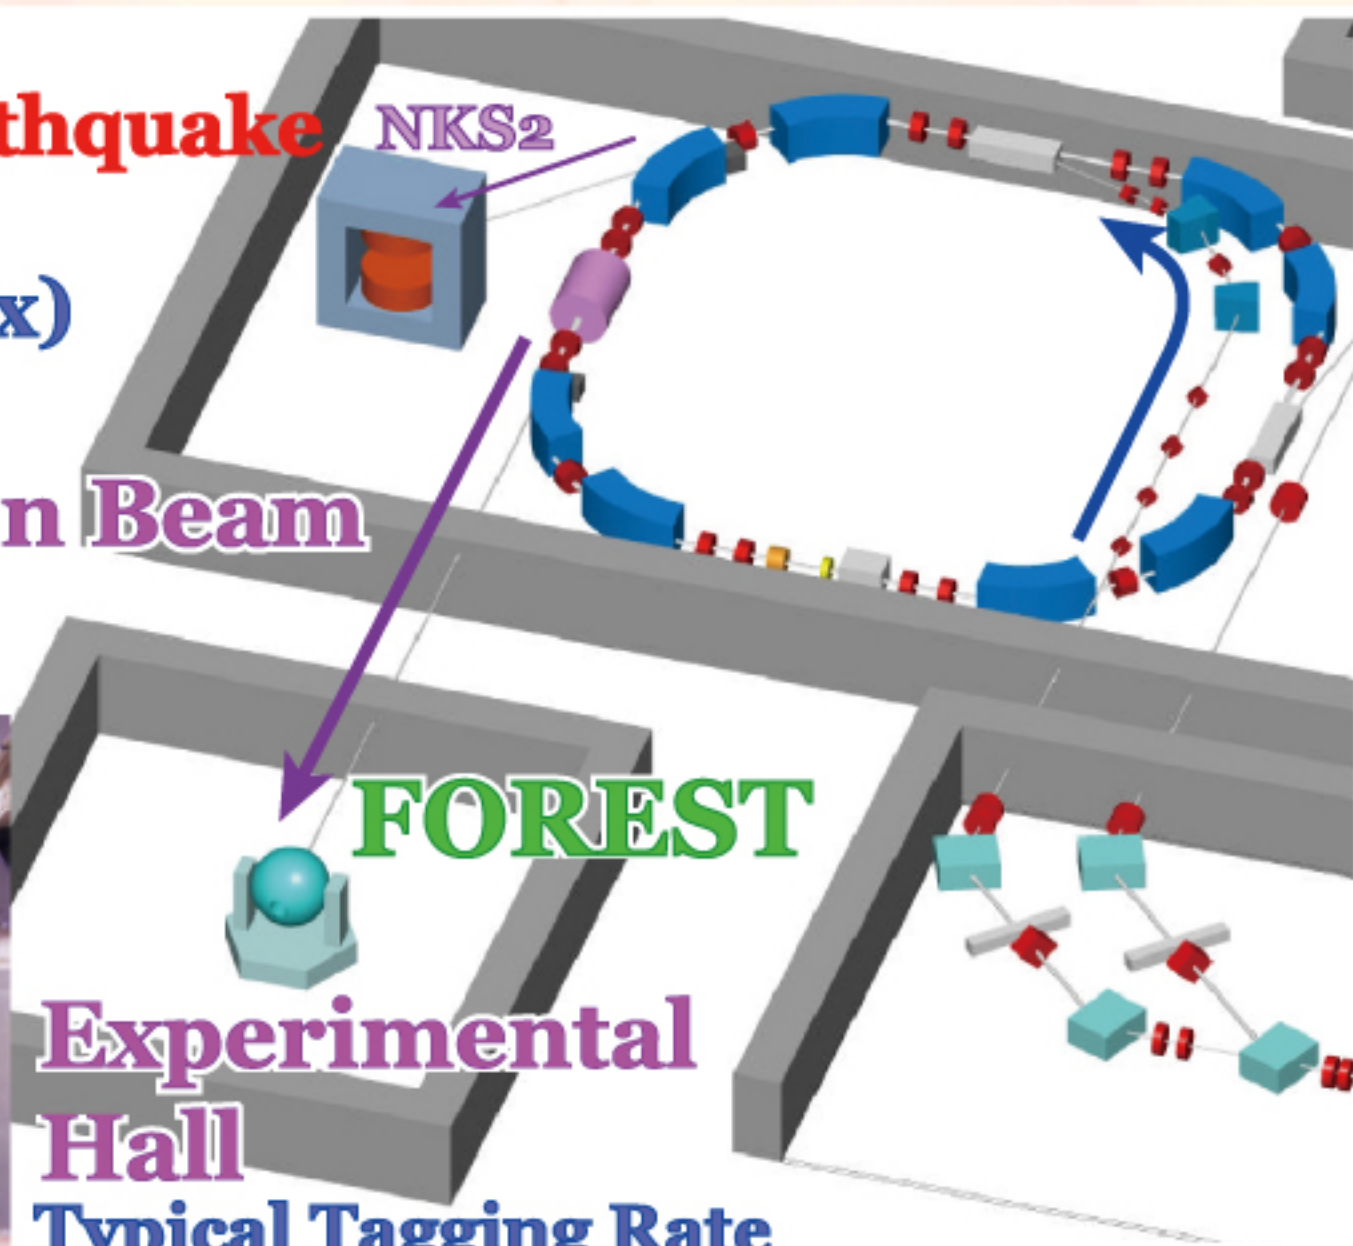 thquake
NKS2
x)
n Beam
FOREST
Experimental
Hall
Typical Tagging Rate